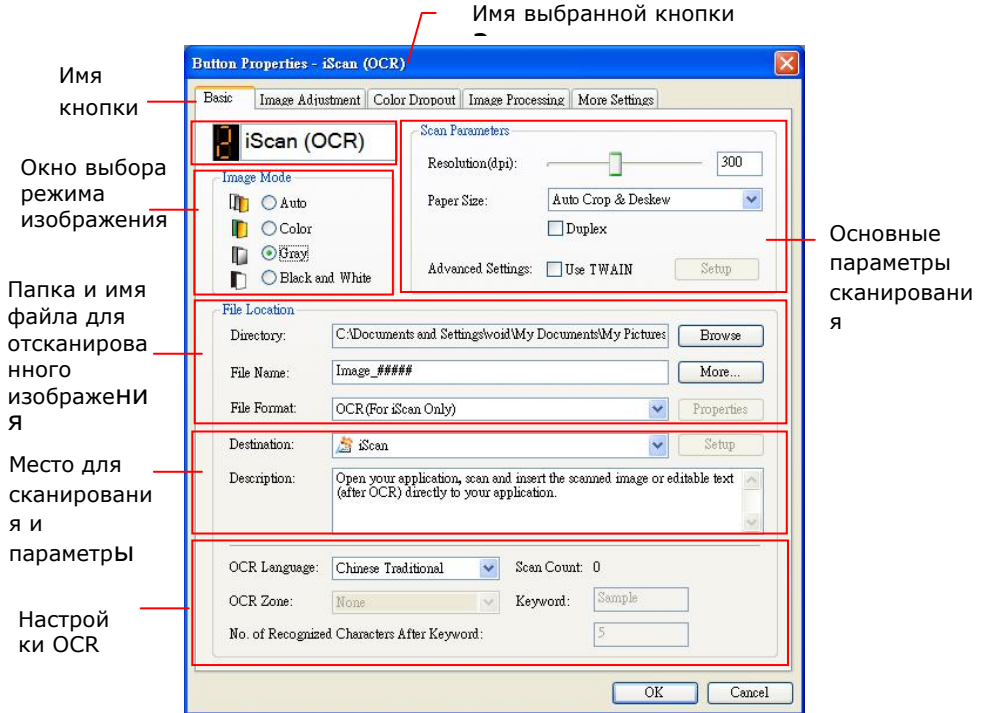 Имя выбранной кнопки
Имя
кнопки
Окно выбора
режима
изображения
Папка и имя
файла для
отсканирова
нного
изображеНИ
Я
Место для
сканировани
я и
параметрЫ
Настрой
ки OCR
Основные
параметры
сканировани
я
Button Properties - iScan (OCR)
Basic Image Adjustment Color Dropout Image Processing More Settings
2 iScan (OCR)
Image Mode
Auto
Color
Gray
Black and White
Scan Parameters
Resolution(dpi): 300
Paper Size: Auto Crop & Deskew
Duplex
Advanced Settings: Use TWAIN Setup
File Location
Directory: C:\Documents and Settings\void\My Documents\My Pictures Browse
File Name: Image_##### More...
File Format: OCR(For iScan Only) Properties
Destination: iScan Setup
Description: Open your application, scan and insert the scanned image or editable text
(after OCR) directly to your application.
OCR Language: Chinese Traditional Scan Count: 0
OCR Zone: None Keyword: Sample
No. of Recognized Characters After Keyword: 5
OK Cancel